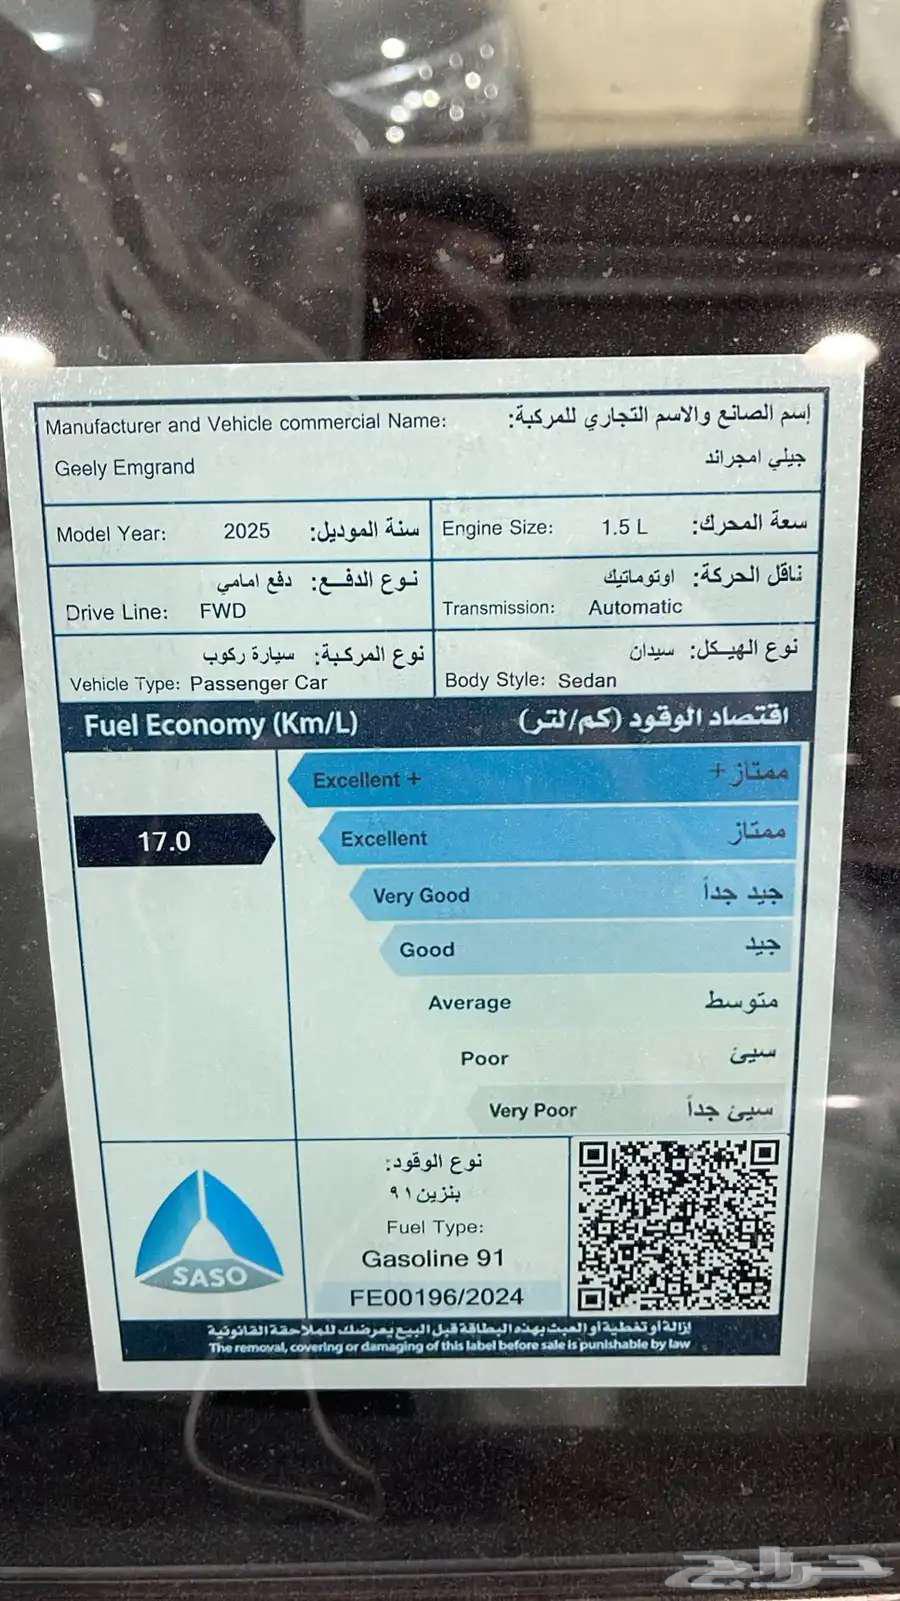 Manufacturer and Vehicle commercial Name: إسم الصانع والاسم التجاري للمركبة:
Geely Emgrand جيلي امجراند
Model Year: 2025 سنة الموديل:
Engine Size: 1.5 L سعة المحرك:
نوع الدفـع: دفع امامي
Drive Line: FWD
ناقل الحركة: اوتوماتيك
Transmission: Automatic
نوع المركبة: سيارة ركوب
Vehicle Type: Passenger Car
نوع الهيكل: سيدان
Body Style: Sedan
Fuel Economy (Km/L) اقتصاد الوقود (كم/لتر)
Excellent + ممتاز +
17.0
Excellent ممتاز
Very Good جيد جداً
Good جيد
Average متوسط
Poor سيئ
Very Poor سيئ جداً
SASO
نوع الوقود:
بنزين ٩١
Fuel Type:
Gasoline 91
FE00196/2024
إزالة أو تغطية أو العبث بهذه البطاقة قبل البيع يعرضك للملاحقة القانونية
The removal, covering or damaging of this label before sale is punishable by law
حراج